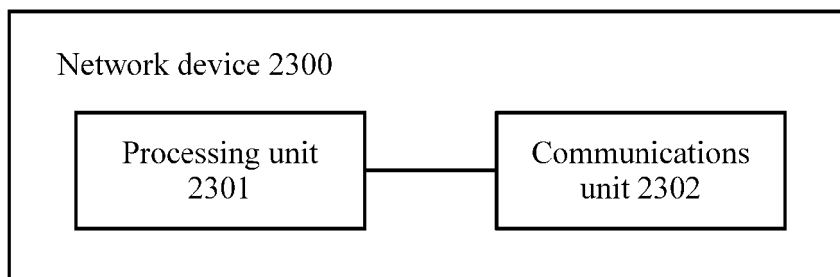 Network device 2300
Processing unit
2301
Communications
unit 2302